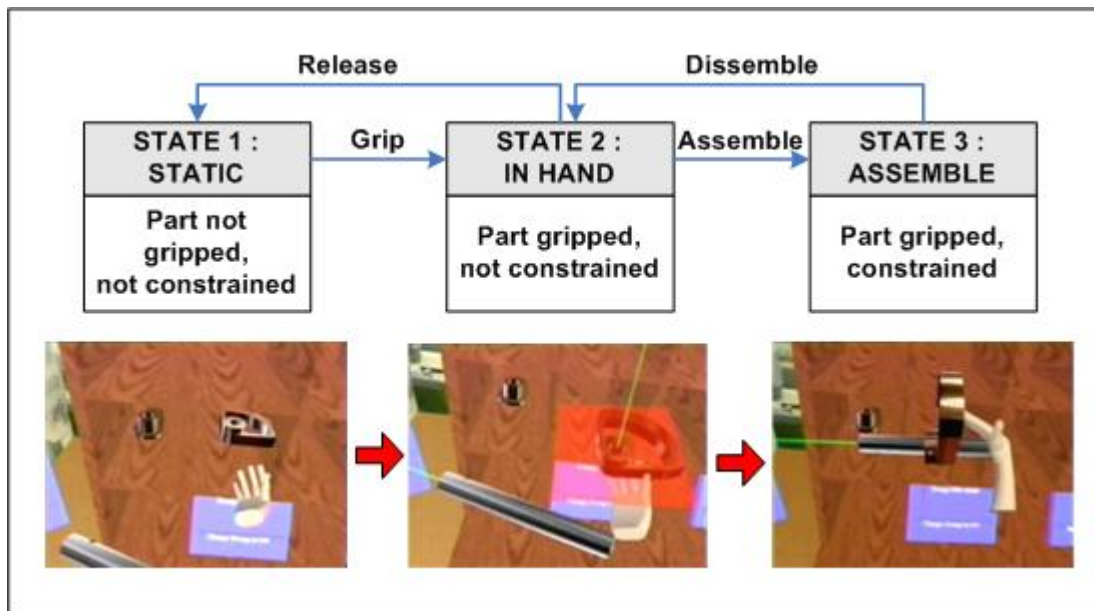 Release
Dissemble
STATE 1 :
STATIC
Grip
STATE 2 :
IN HAND
Assemble
STATE 3 :
ASSEMBLE
Part not
gripped,
not constrained
Part gripped,
not constrained
Part gripped,
constrained